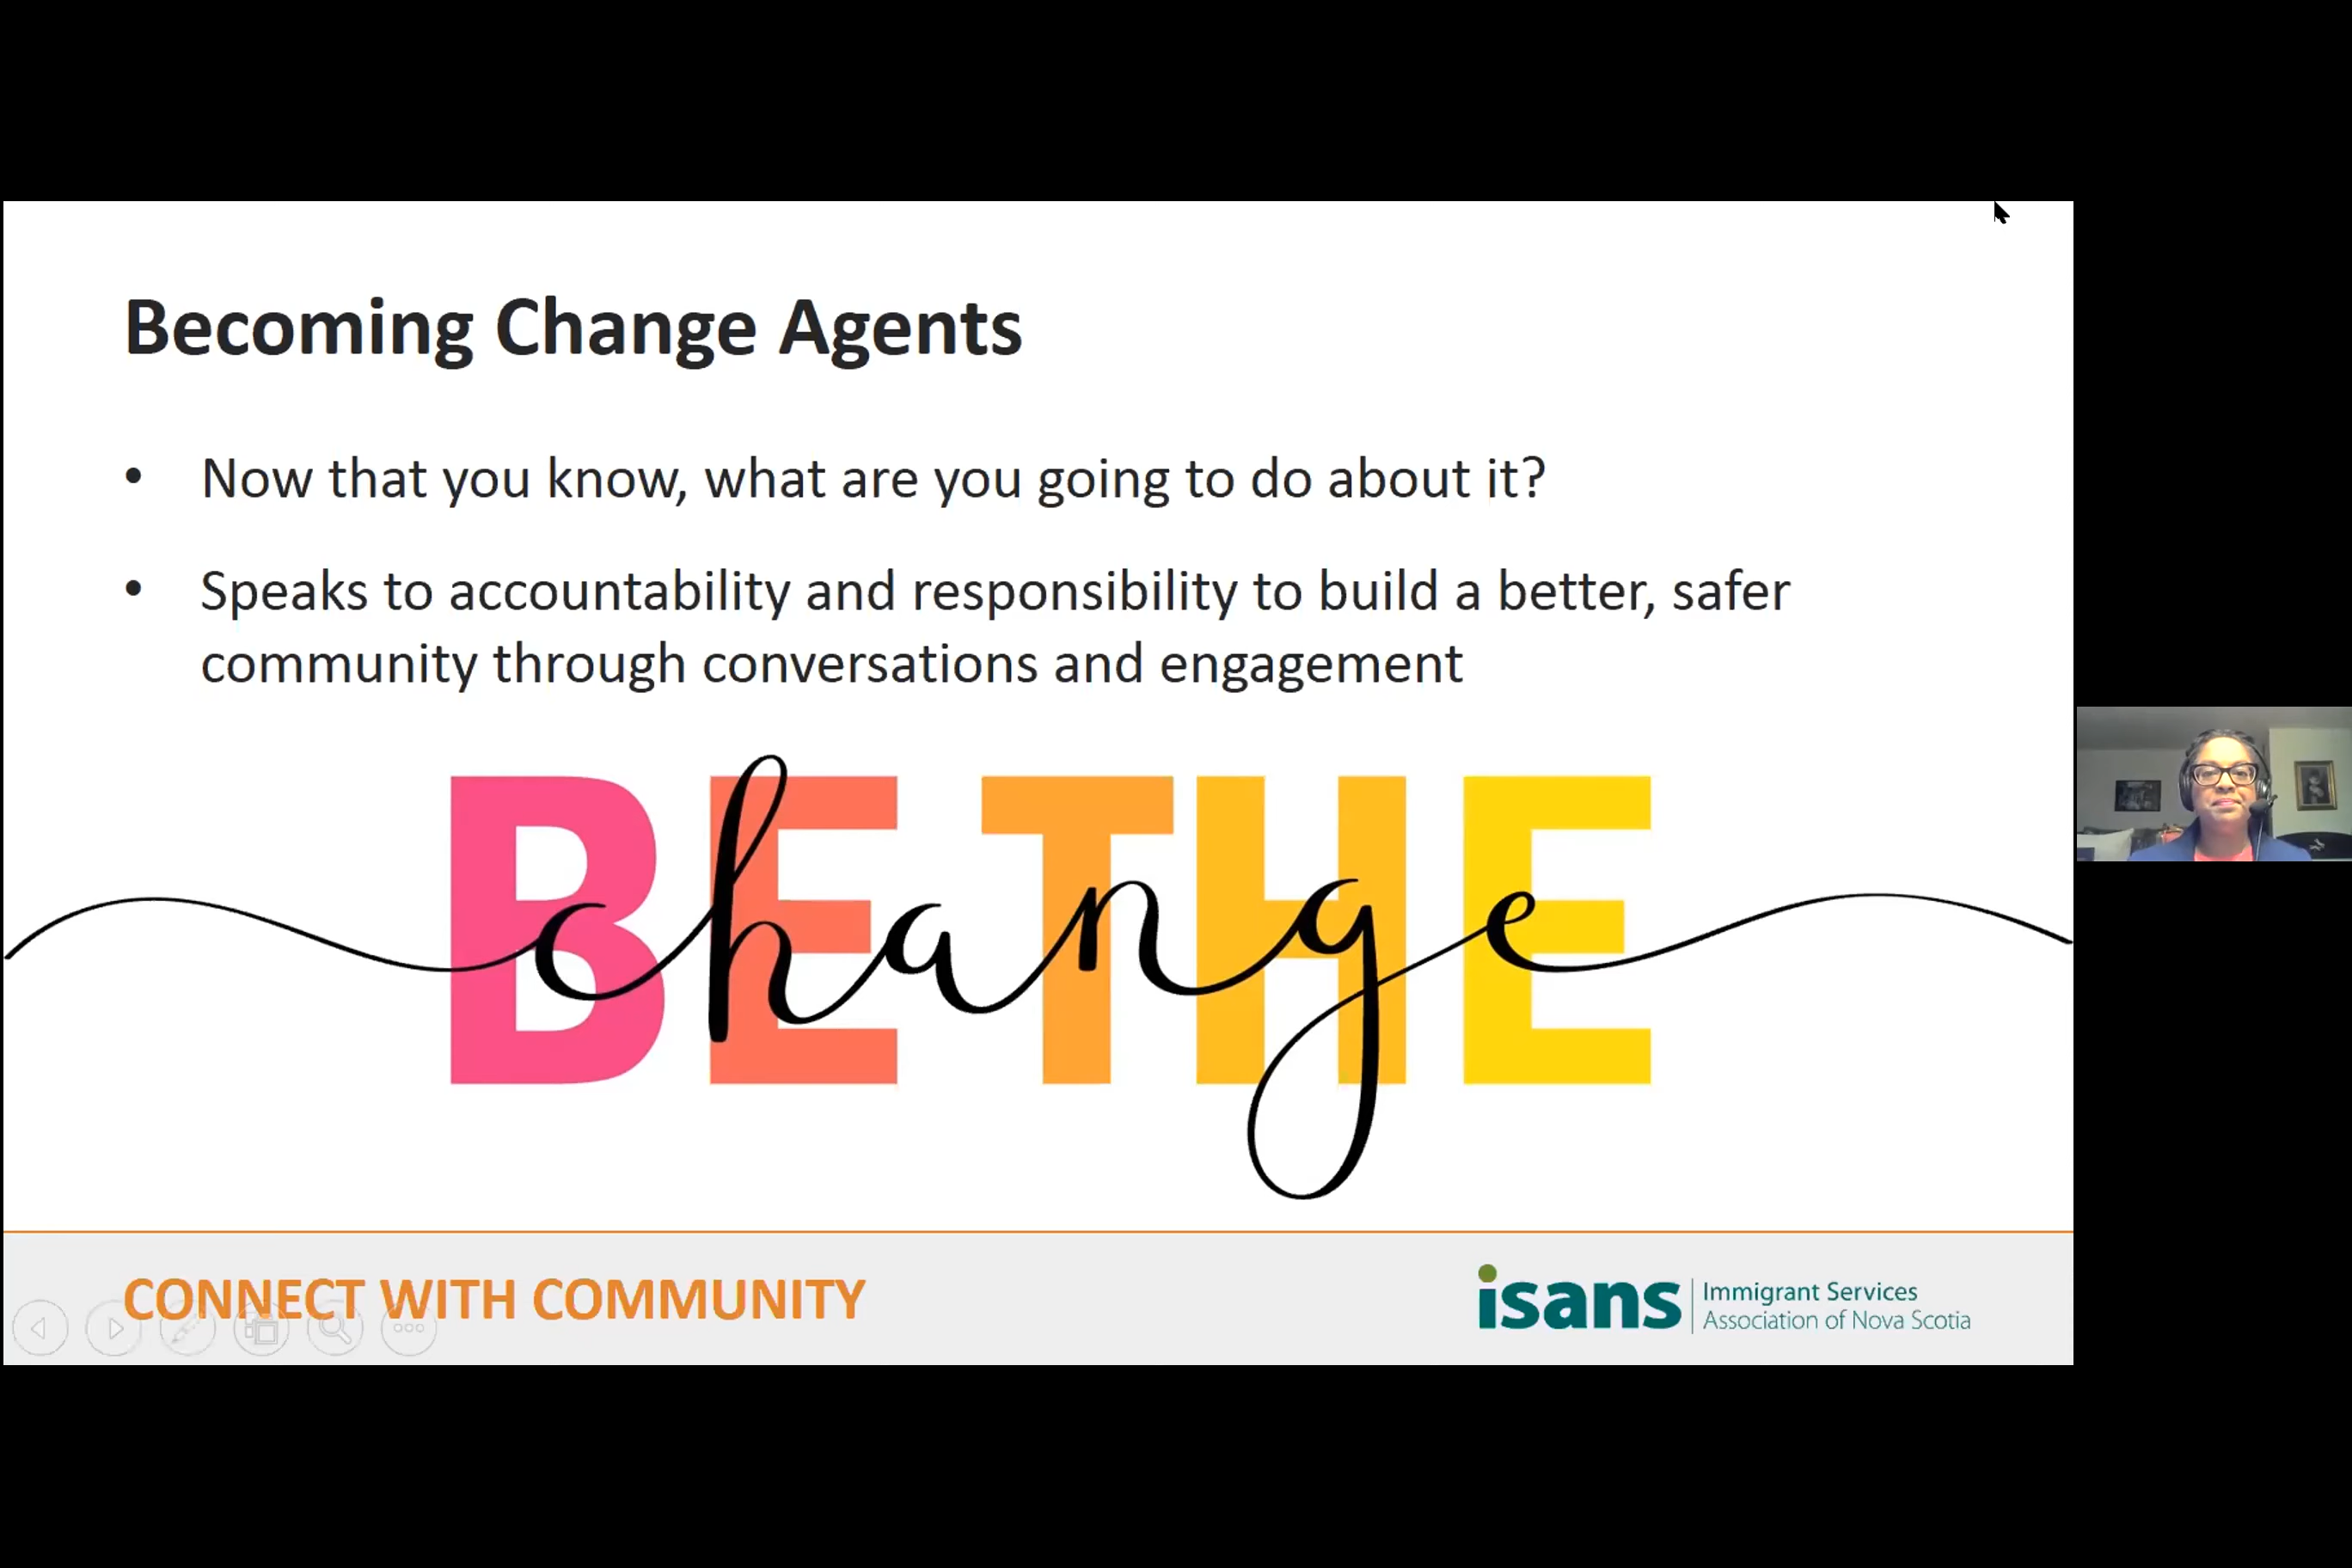 Becoming Change Agents
• Now that you know, what are you going to do about it?
• Speaks to accountability and responsibility to build a better, safer
community through conversations and engagement
BE THE
change
CONNECT WITH COMMUNITY
isans
Immigrant Services
Association of Nova Scotia